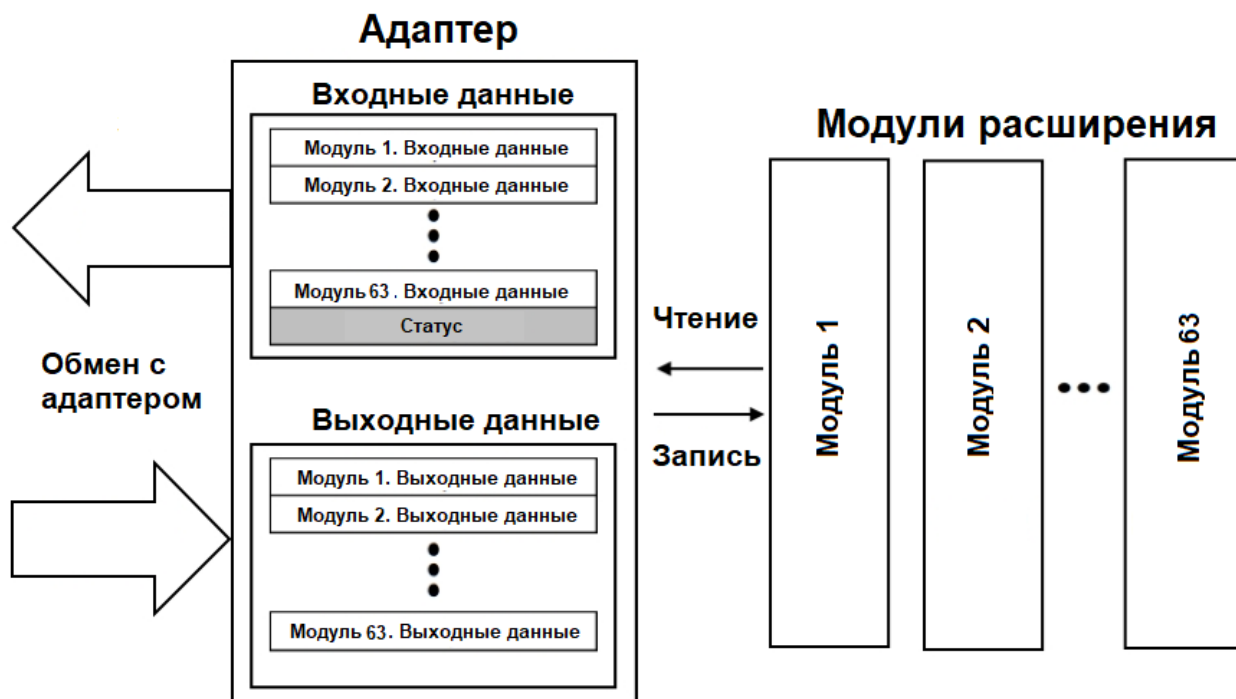 Адаптер
Входные данные
Модуль 1. Входные данные
Модуль 2. Входные данные
Модуль 63 . Входные данные
Статус
Обмен с
адаптером
Выходные данные
Модуль 1. Выходные данные
Модуль 2. Выходные данные
Модуль 63. Выходные данные
Чтение
Запись
Модули расширения
Модуль 1
Модуль 2
Модуль 63